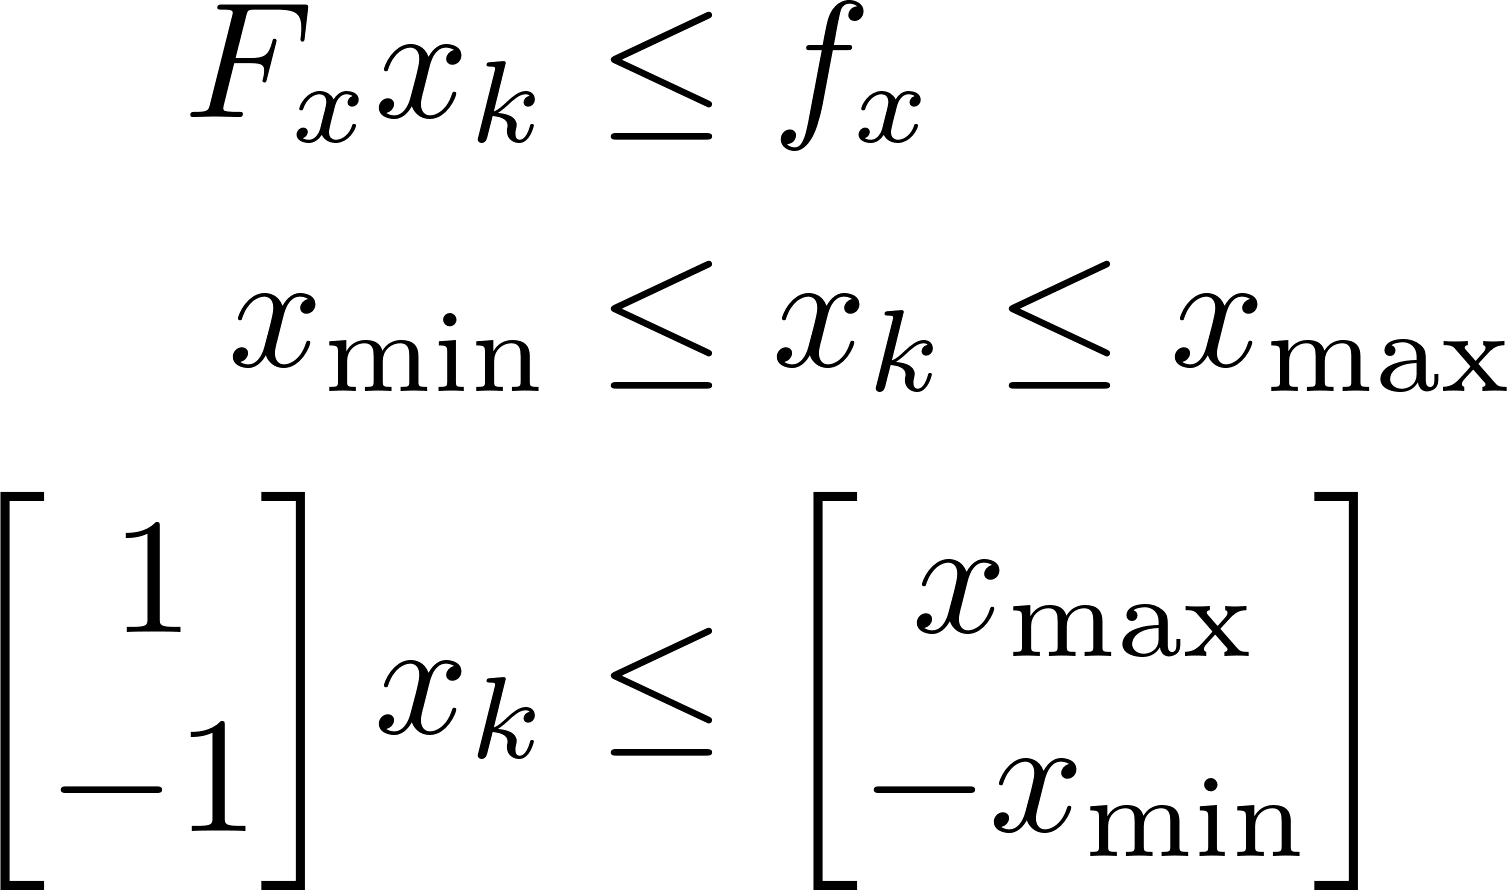 F_x x_k ≤ f_x
x_min ≤ x_k ≤ x_max
[1; −1] x_k ≤ [x_max; −x_min]